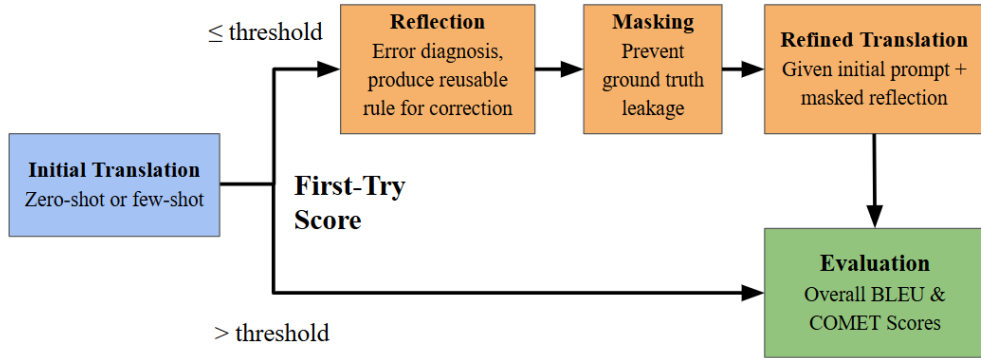 ≤ threshold
Reflection
Error diagnosis,
produce reusable
rule for correction
Masking
Prevent
ground truth
leakage
Refined Translation
Given initial prompt +
masked reflection
Initial Translation
Zero-shot or few-shot
First-Try
Score
Evaluation
Overall BLEU &
COMET Scores
> threshold